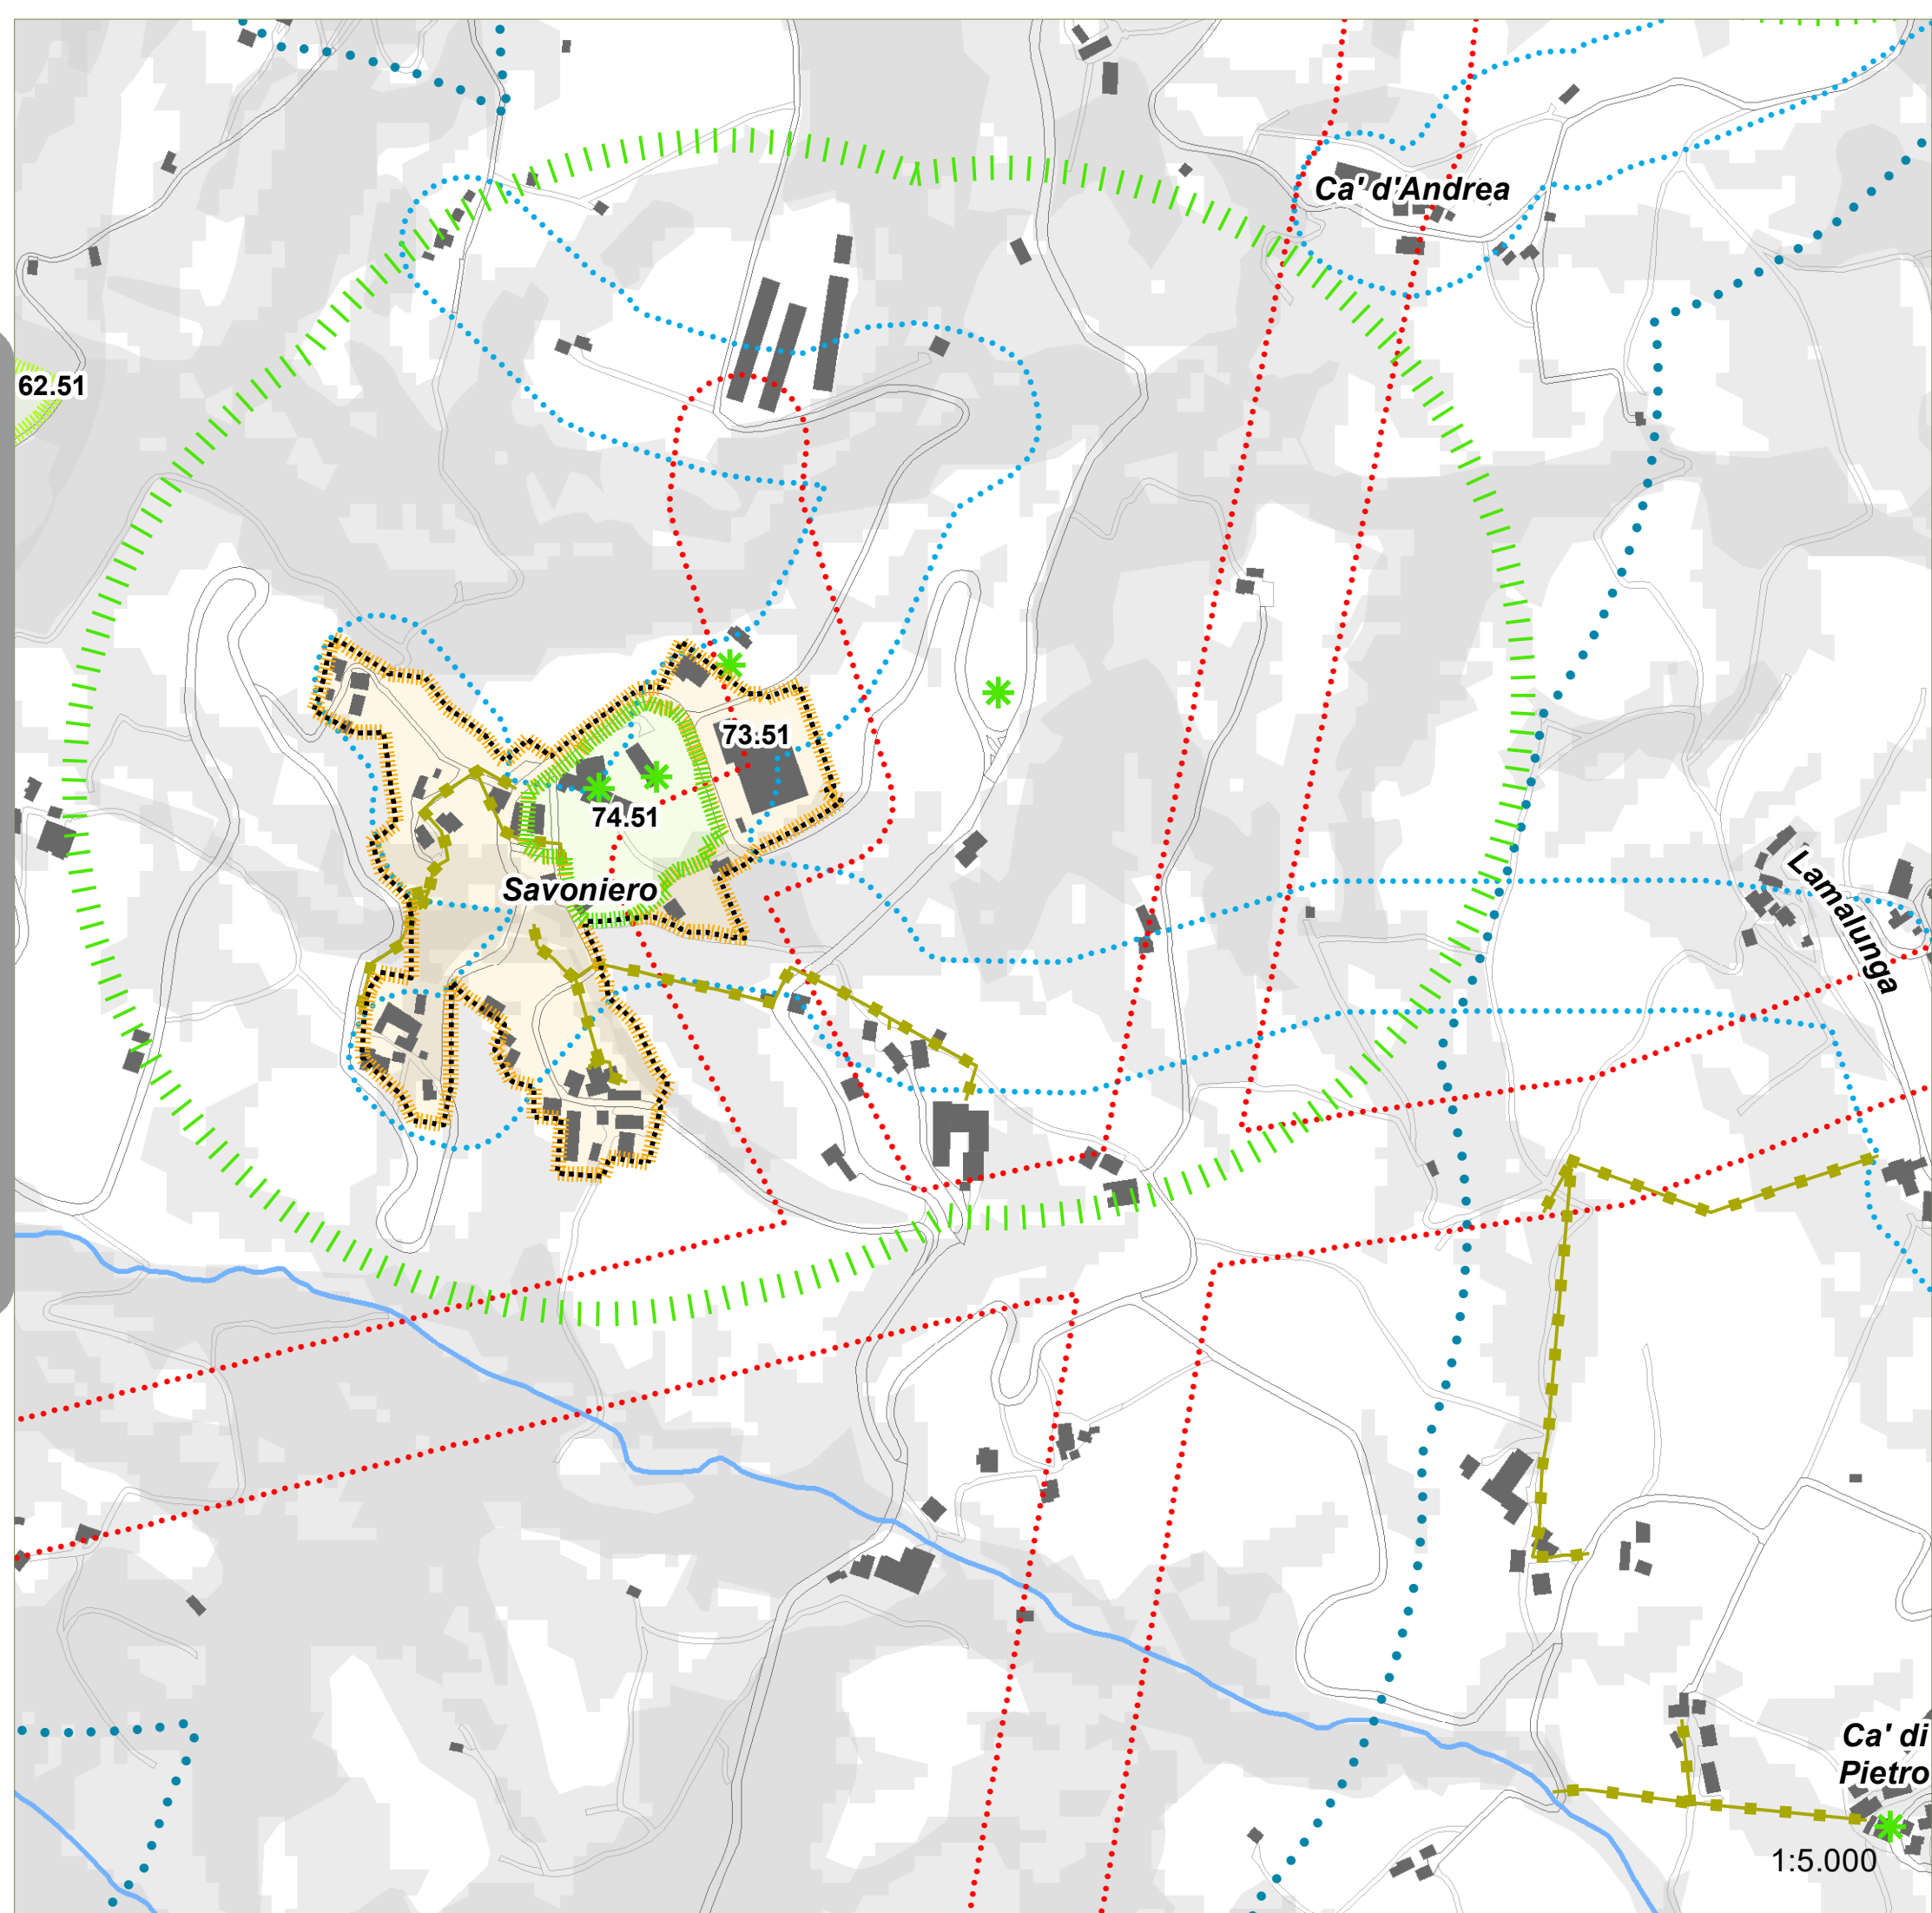 Ca' d'Andrea
62.51
73.51
74.51
Savoniero
Lamalunga
Ca' di
Pietro
1:5.000